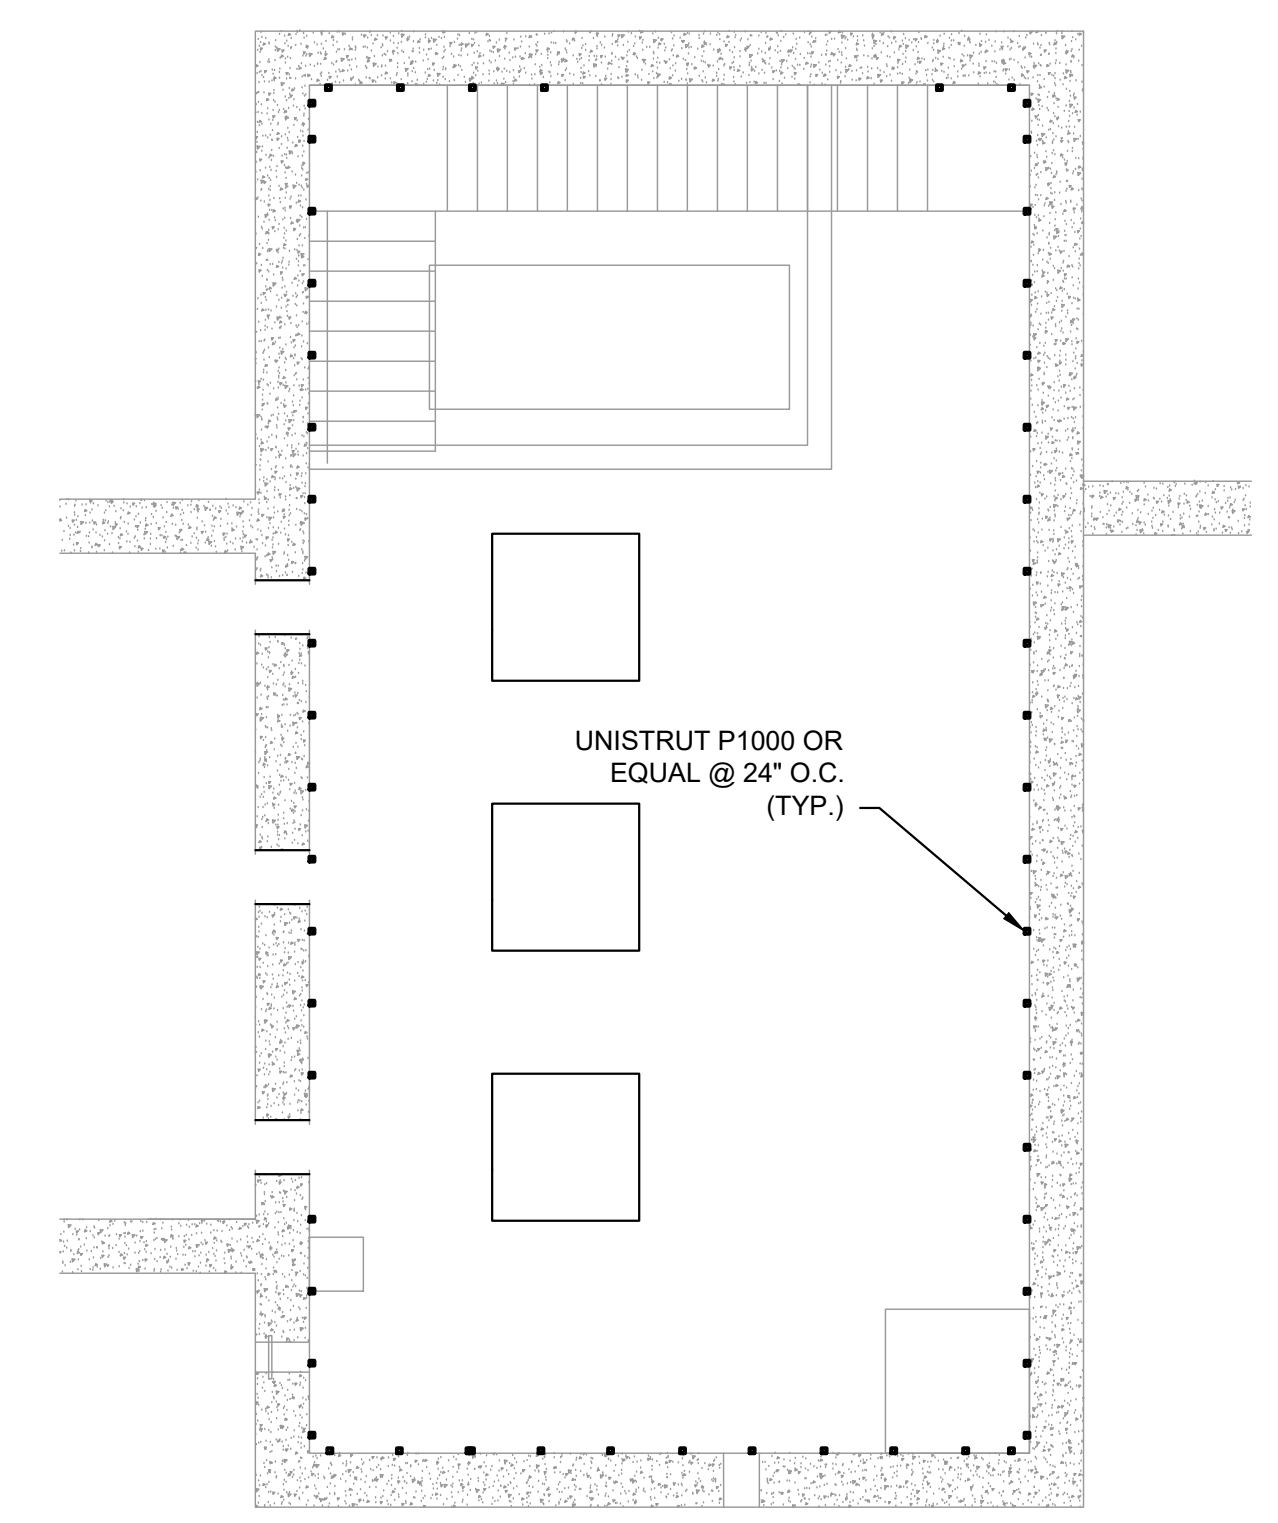 UNISTRUT P1000 OR
EQUAL @ 24" O.C.
(TYP.)